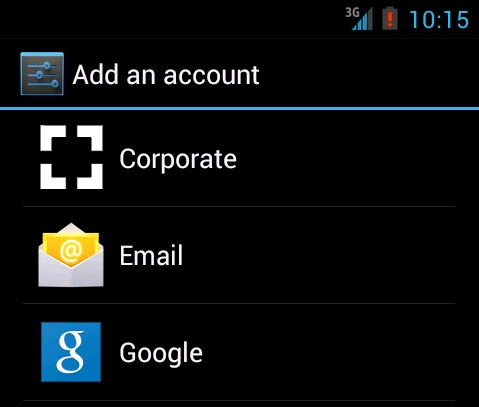 3G 10:15
Add an account
Corporate
@ Email
g Google